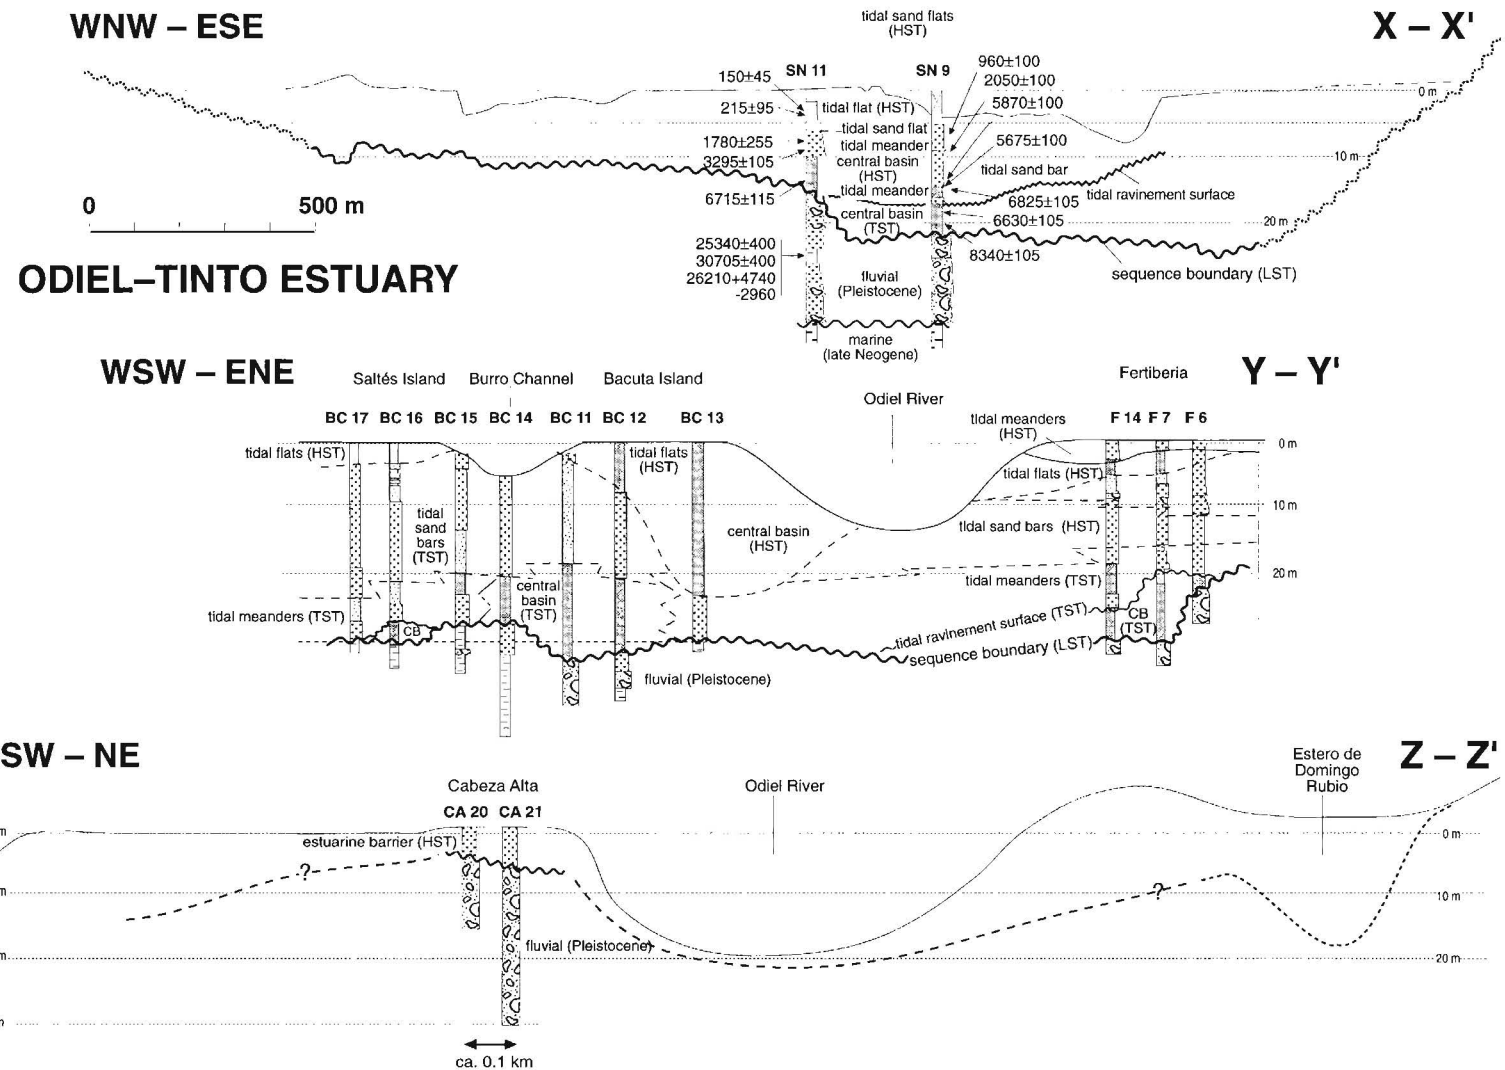 WNW – ESE
tidal sand flats
(HST)
X – X'
150±45
SN 11
SN 9
960±100
2050±100
0 m
215±95
tidal flat (HST)
5870±100
tidal sand flat
1780±255
tidal meander
5675±100
3295±105
central basin
(HST)
tidal sand bar
10 m
tidal meander
tidal ravinement surface
6715±115
6825±105
0
500 m
central basin
(TST)
6630±105
20 m
25340±400
30705±400
26210+4740
-2960
8340±105
sequence boundary (LST)
ODIEL–TINTO ESTUARY
fluvial
(Pleistocene)
marine
(late Neogene)
WSW – ENE
Saltés Island
Burro Channel
Bacuta Island
Fertiberia
Y – Y'
Odiel River
BC 17
BC 16
BC 15
BC 14
BC 11
BC 12
BC 13
tidal meanders
(HST)
F 14
F 7
F 6
0 m
tidal flats (HST)
tidal flats
(HST)
tidal flats (HST)
10 m
tidal
sand
bars
(TST)
central basin
(HST)
tidal sand bars (HST)
20 m
tidal meanders (TST)
central
basin
(TST)
tidal meanders (TST)
CB
tidal ravinement surface (TST)
CB
(TST)
sequence boundary (LST)
fluvial (Pleistocene)
SW – NE
Z – Z'
Cabeza Alta
Odiel River
Estero de
Domingo
Rubio
CA 20
CA 21
m
estuarine barrier (HST)
0 m
?
?
m
10 m
fluvial (Pleistocene)
m
20 m
ca. 0.1 km